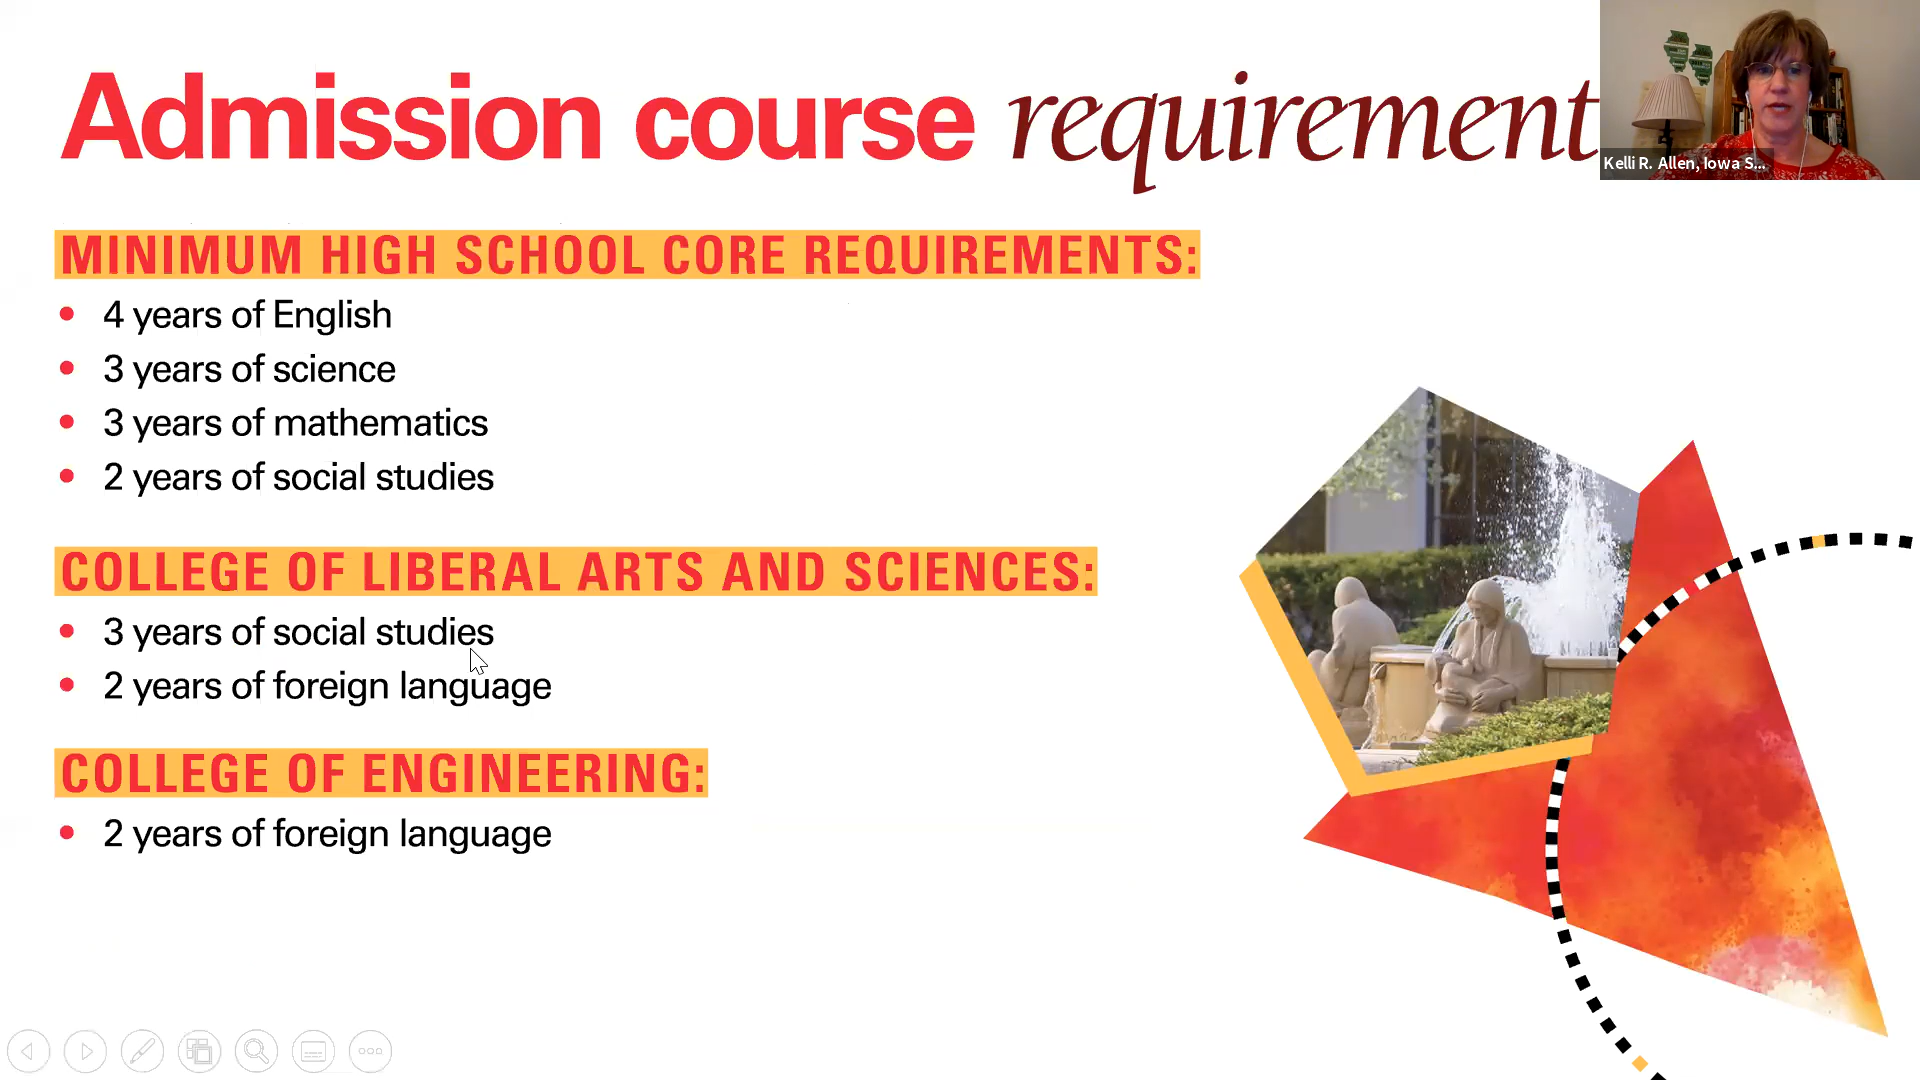 Admission course requirement
Kelli R. Allen, Iowa S...
MINIMUM HIGH SCHOOL CORE REQUIREMENTS:
• 4 years of English
• 3 years of science
• 3 years of mathematics
• 2 years of social studies
COLLEGE OF LIBERAL ARTS AND SCIENCES:
• 3 years of social studies
• 2 years of foreign language
COLLEGE OF ENGINEERING:
• 2 years of foreign language